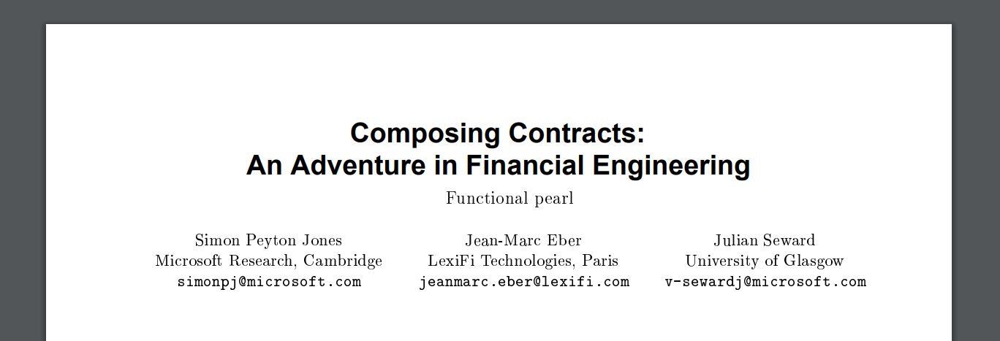 Composing Contracts:
An Adventure in Financial Engineering
Functional pearl
Simon Peyton Jones
Microsoft Research, Cambridge
simonpj@microsoft.com
Jean-Marc Eber
LexiFi Technologies, Paris
jeanmarc.eber@lexifi.com
Julian Seward
University of Glasgow
v-sewardj@microsoft.com